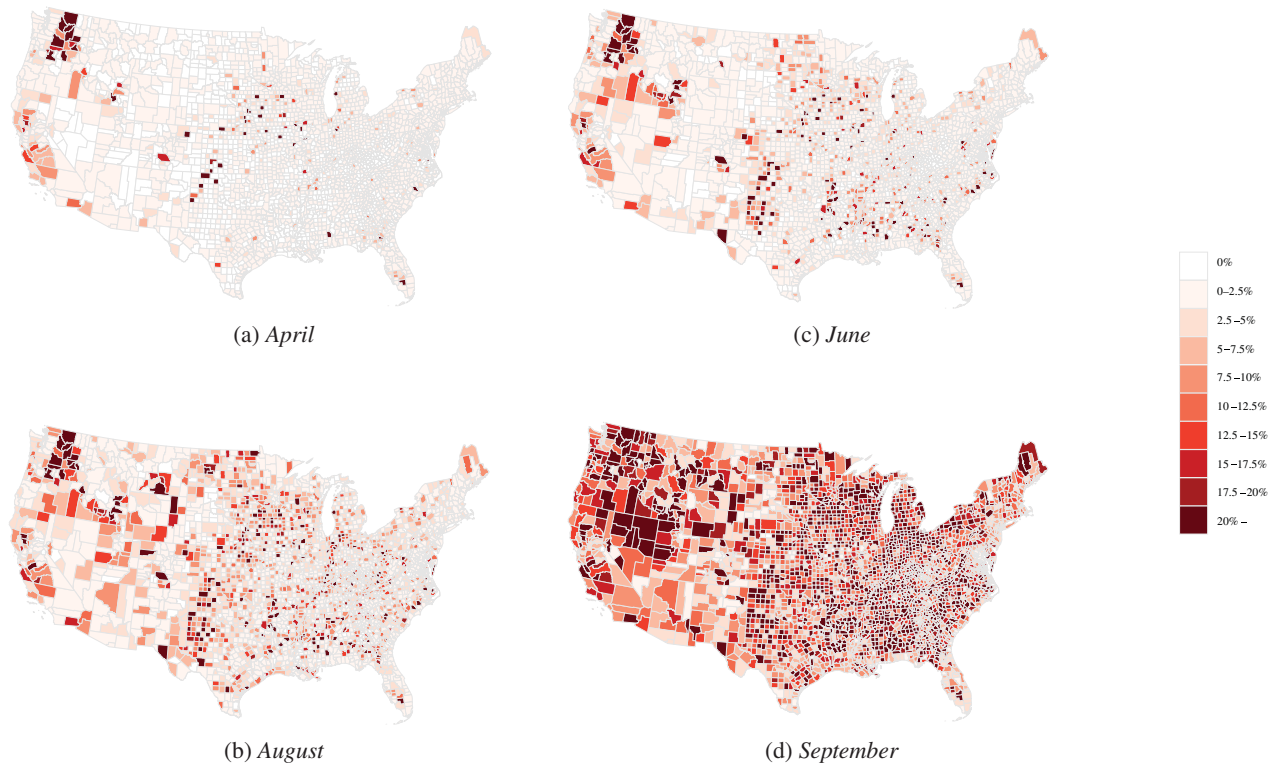 (a) April
(c) June
0%
0–2.5%
2.5–5%
5–7.5%
7.5–10%
10–12.5%
12.5–15%
15–17.5%
17.5–20%
20% –
(b) August
(d) September